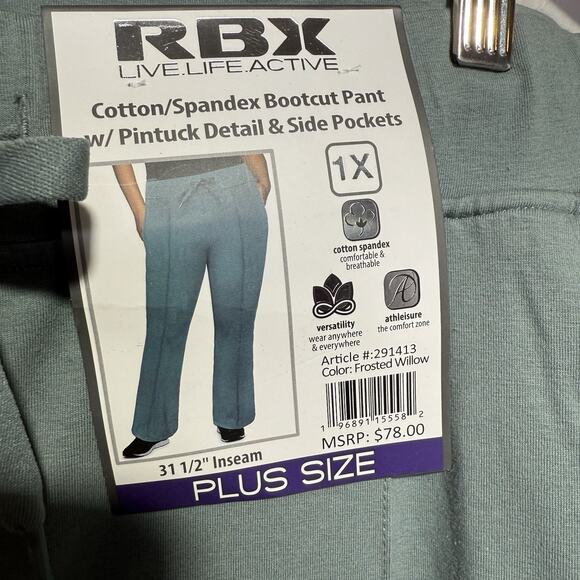 RBX
LIVE.LIFE.ACTIVE
Cotton/Spandex Bootcut Pant
w/ Pintuck Detail & Side Pockets
1X
cotton spandex
comfortable &
breathable
versatility
wear anywhere
& everywhere
A
athleisure
the comfort zone
Article #:291413
Color: Frosted Willow
1 96891 15558 2
MSRP: $78.00
31 1/2" Inseam
PLUS SIZE